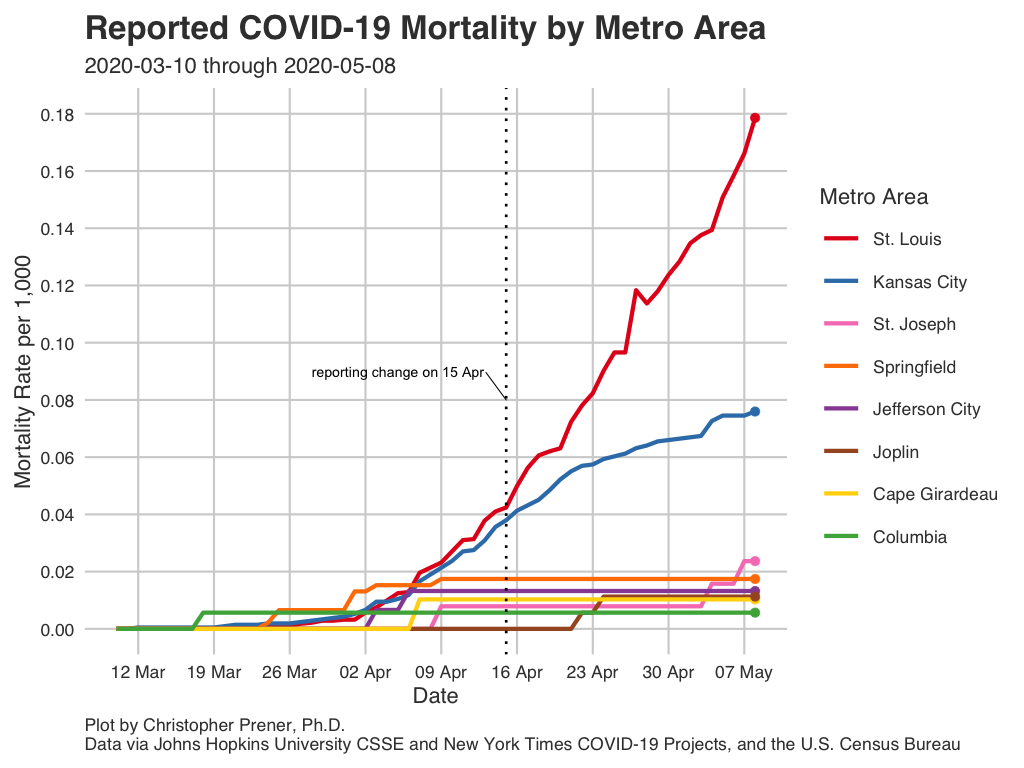 Reported COVID-19 Mortality by Metro Area
2020-03-10 through 2020-05-08
Mortality Rate per 1,000
0.18
0.16
0.14
0.12
0.10
0.08
0.06
0.04
0.02
0.00
reporting change on 15 Apr
12 Mar 19 Mar 26 Mar 02 Apr 09 Apr 16 Apr 23 Apr 30 Apr 07 May
Date
Metro Area
St. Louis
Kansas City
St. Joseph
Springfield
Jefferson City
Joplin
Cape Girardeau
Columbia
Plot by Christopher Prener, Ph.D.
Data via Johns Hopkins University CSSE and New York Times COVID-19 Projects, and the U.S. Census Bureau